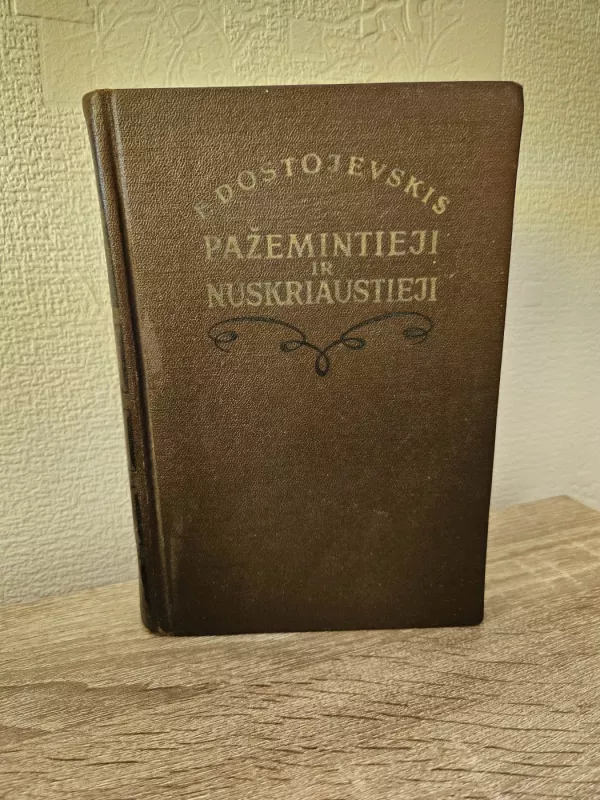 F. DOSTOJEVSKIS
PAŽEMINTIEJI
IR
NUSKRIAUSTIEJI